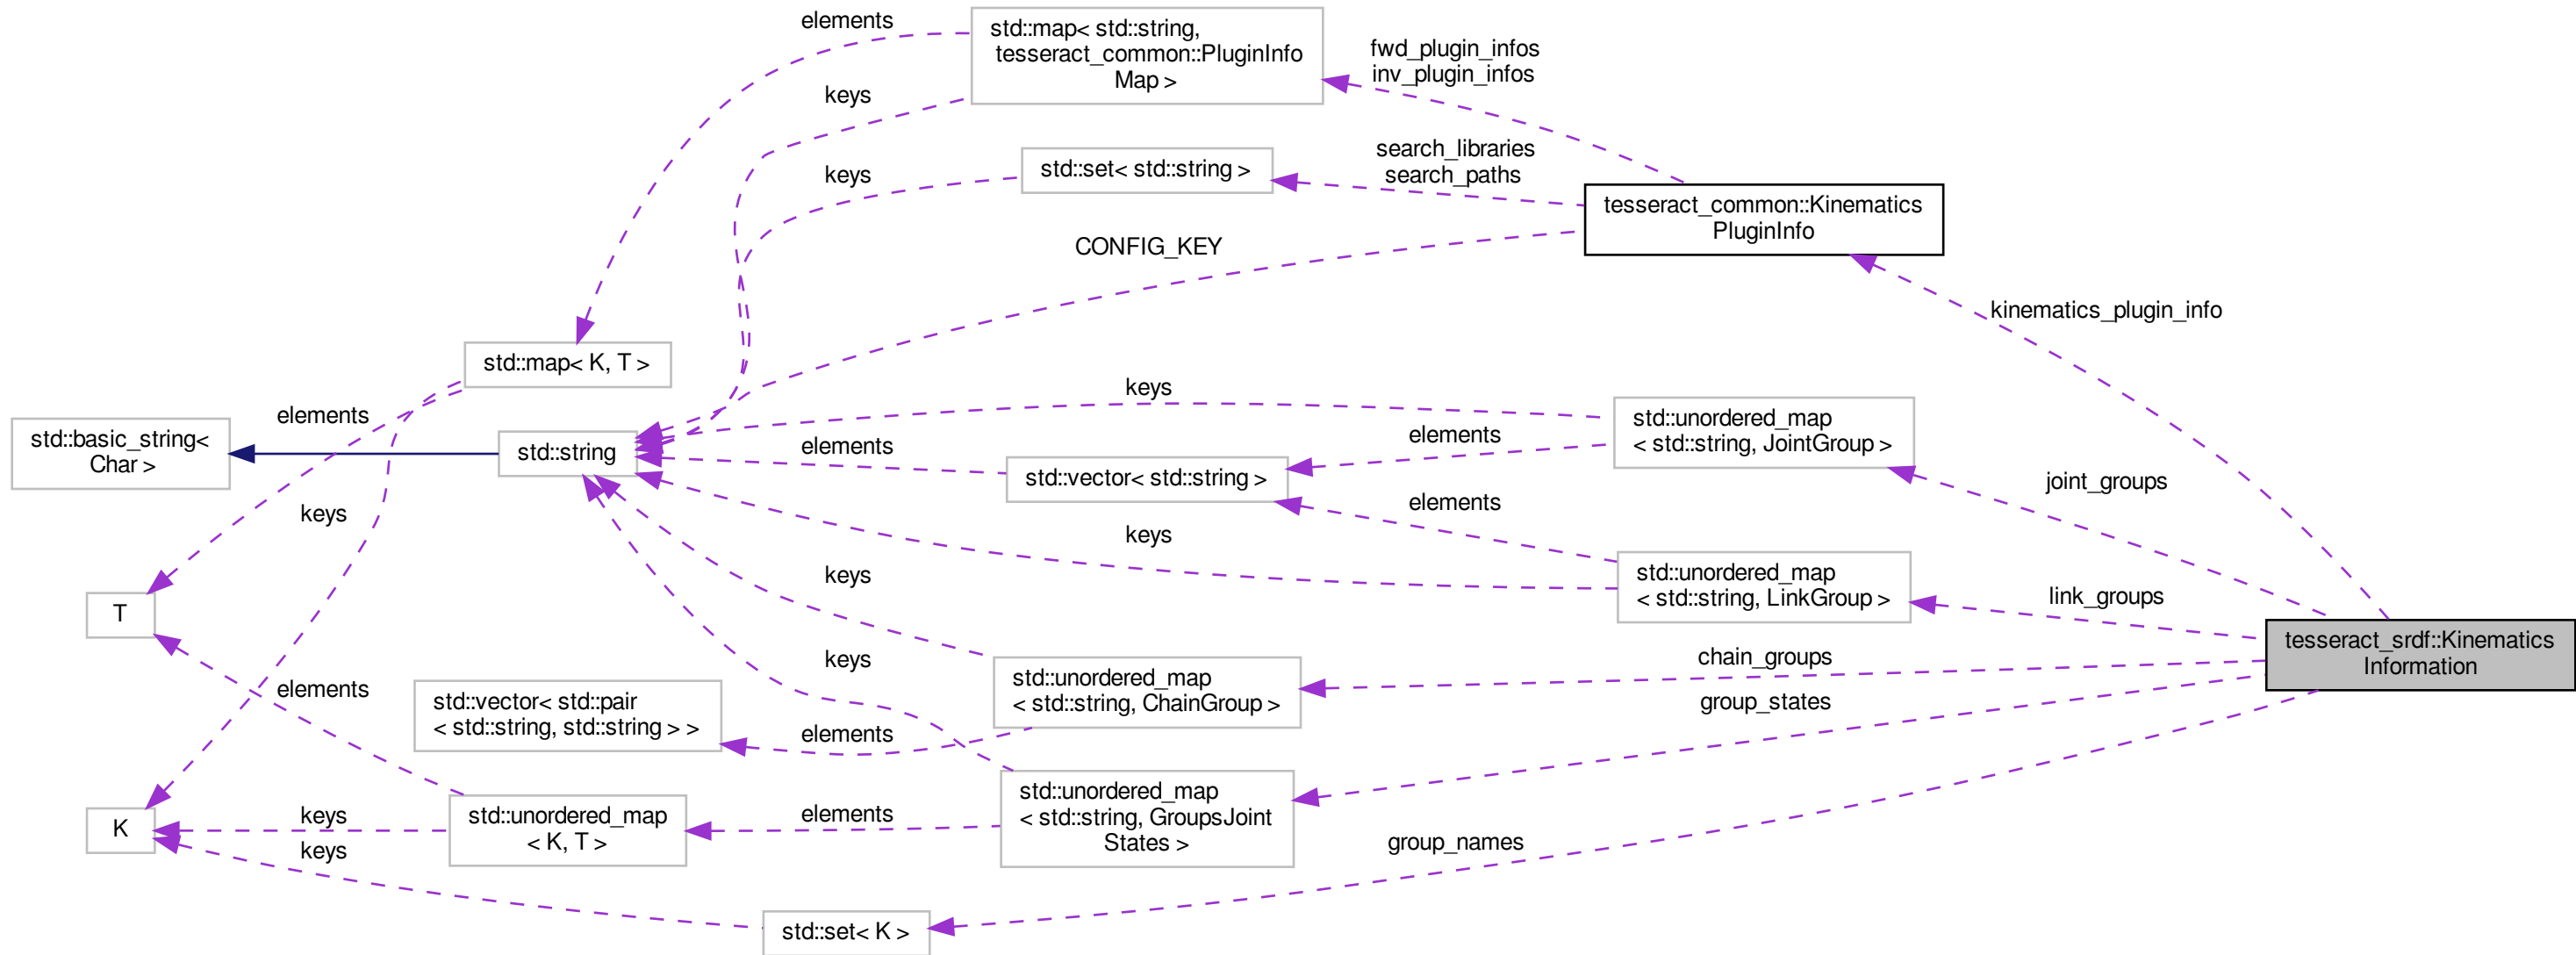 elements
std::map< std::string,
tesseract_common::PluginInfo
Map >
fwd_plugin_infos
inv_plugin_infos
keys
search_libraries
search_paths
std::set< std::string >
keys
tesseract_common::Kinematics
PluginInfo
CONFIG_KEY
kinematics_plugin_info
std::map< K, T >
keys
elements
std::unordered_map
< std::string, JointGroup >
std::basic_string<
Char >
std::string
elements
elements
std::vector< std::string >
joint_groups
elements
keys
keys
std::unordered_map
< std::string, LinkGroup >
link_groups
keys
T
tesseract_srdf::Kinematics
Information
chain_groups
keys
std::unordered_map
< std::string, ChainGroup >
elements
std::vector< std::pair
< std::string, std::string > >
group_states
elements
std::unordered_map
< std::string, GroupsJoint
States >
elements
std::unordered_map
< K, T >
keys
K
keys
group_names
std::set< K >